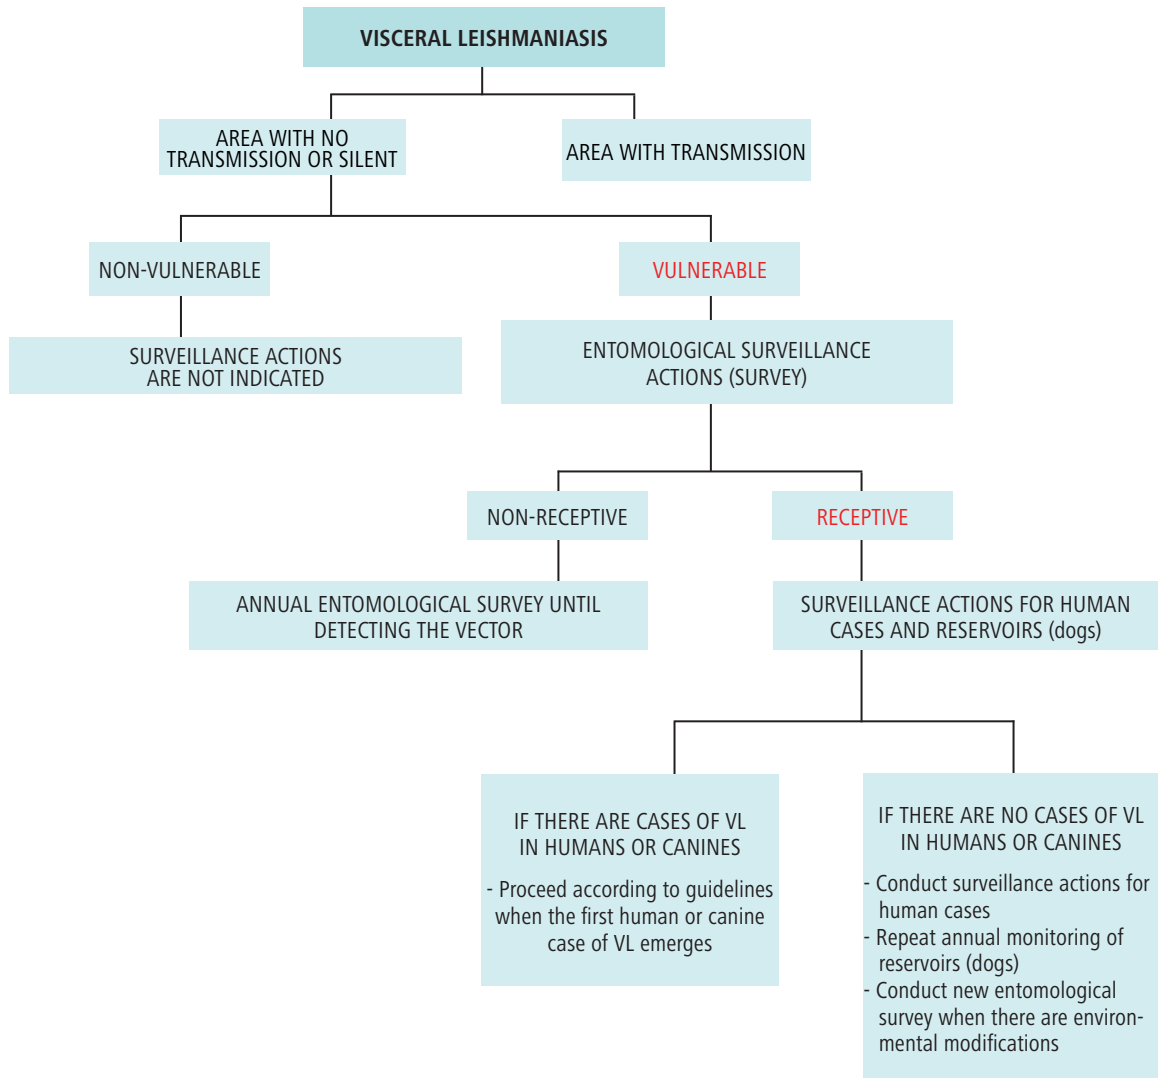 VISCERAL LEISHMANIASIS
AREA WITH NO
TRANSMISSION OR SILENT
AREA WITH TRANSMISSION
NON-VULNERABLE
VULNERABLE
SURVEILLANCE ACTIONS
ARE NOT INDICATED
ENTOMOLOGICAL SURVEILLANCE
ACTIONS (SURVEY)
NON-RECEPTIVE
RECEPTIVE
ANNUAL ENTOMOLOGICAL SURVEY UNTIL
DETECTING THE VECTOR
SURVEILLANCE ACTIONS FOR HUMAN
CASES AND RESERVOIRS (dogs)
IF THERE ARE CASES OF VL
IN HUMANS OR CANINES
- Proceed according to guidelines
when the first human or canine
case of VL emerges
IF THERE ARE NO CASES OF VL
IN HUMANS OR CANINES
- Conduct surveillance actions for
human cases
- Repeat annual monitoring of
reservoirs (dogs)
- Conduct new entomological
survey when there are environ-
mental modifications